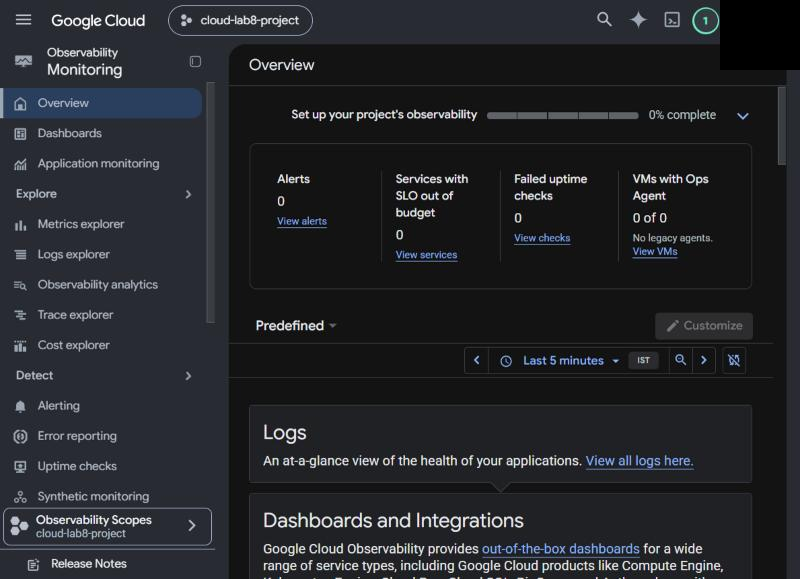 Google Cloud
cloud-lab8-project
1
Observability
Monitoring
Overview
Dashboards
Application monitoring
Explore
Metrics explorer
Logs explorer
Observability analytics
Trace explorer
Cost explorer
Detect
Alerting
Error reporting
Uptime checks
Synthetic monitoring
Observability Scopes
cloud-lab8-project
Release Notes
Overview
Set up your project's observability
0% complete
Alerts
0
View alerts
Services with
SLO out of
budget
0
View services
Failed uptime
checks
0
View checks
VMs with Ops
Agent
0 of 0
No legacy agents.
View VMs
Predefined
Customize
Last 5 minutes
IST
Logs
An at-a-glance view of the health of your applications. View all logs here.
Dashboards and Integrations
Google Cloud Observability provides out-of-the-box dashboards for a wide
range of service types, including Google Cloud products like Compute Engine,